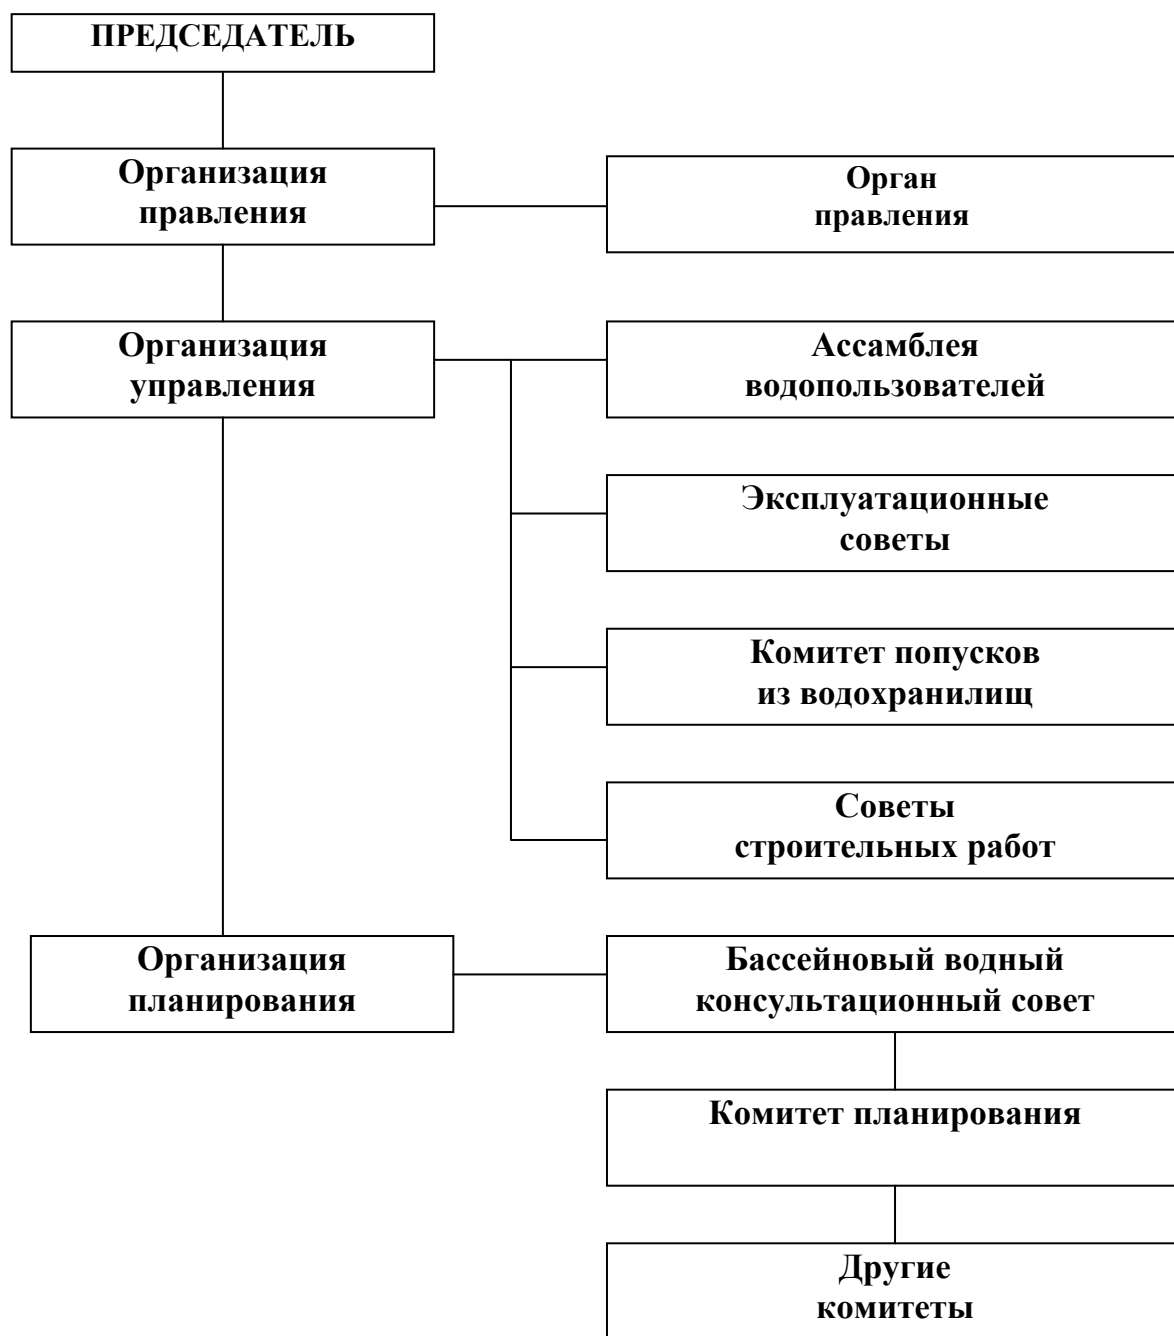 ПРЕДСЕДАТЕЛЬ
Организация
правления
Орган
правления
Организация
управления
Ассамблея
водопользователей
Эксплуатационные
советы
Комитет попусков
из водохранилищ
Советы
строительных работ
Организация
планирования
Бассейновый водный
консультационный совет
Комитет планирования
Другие
комитеты